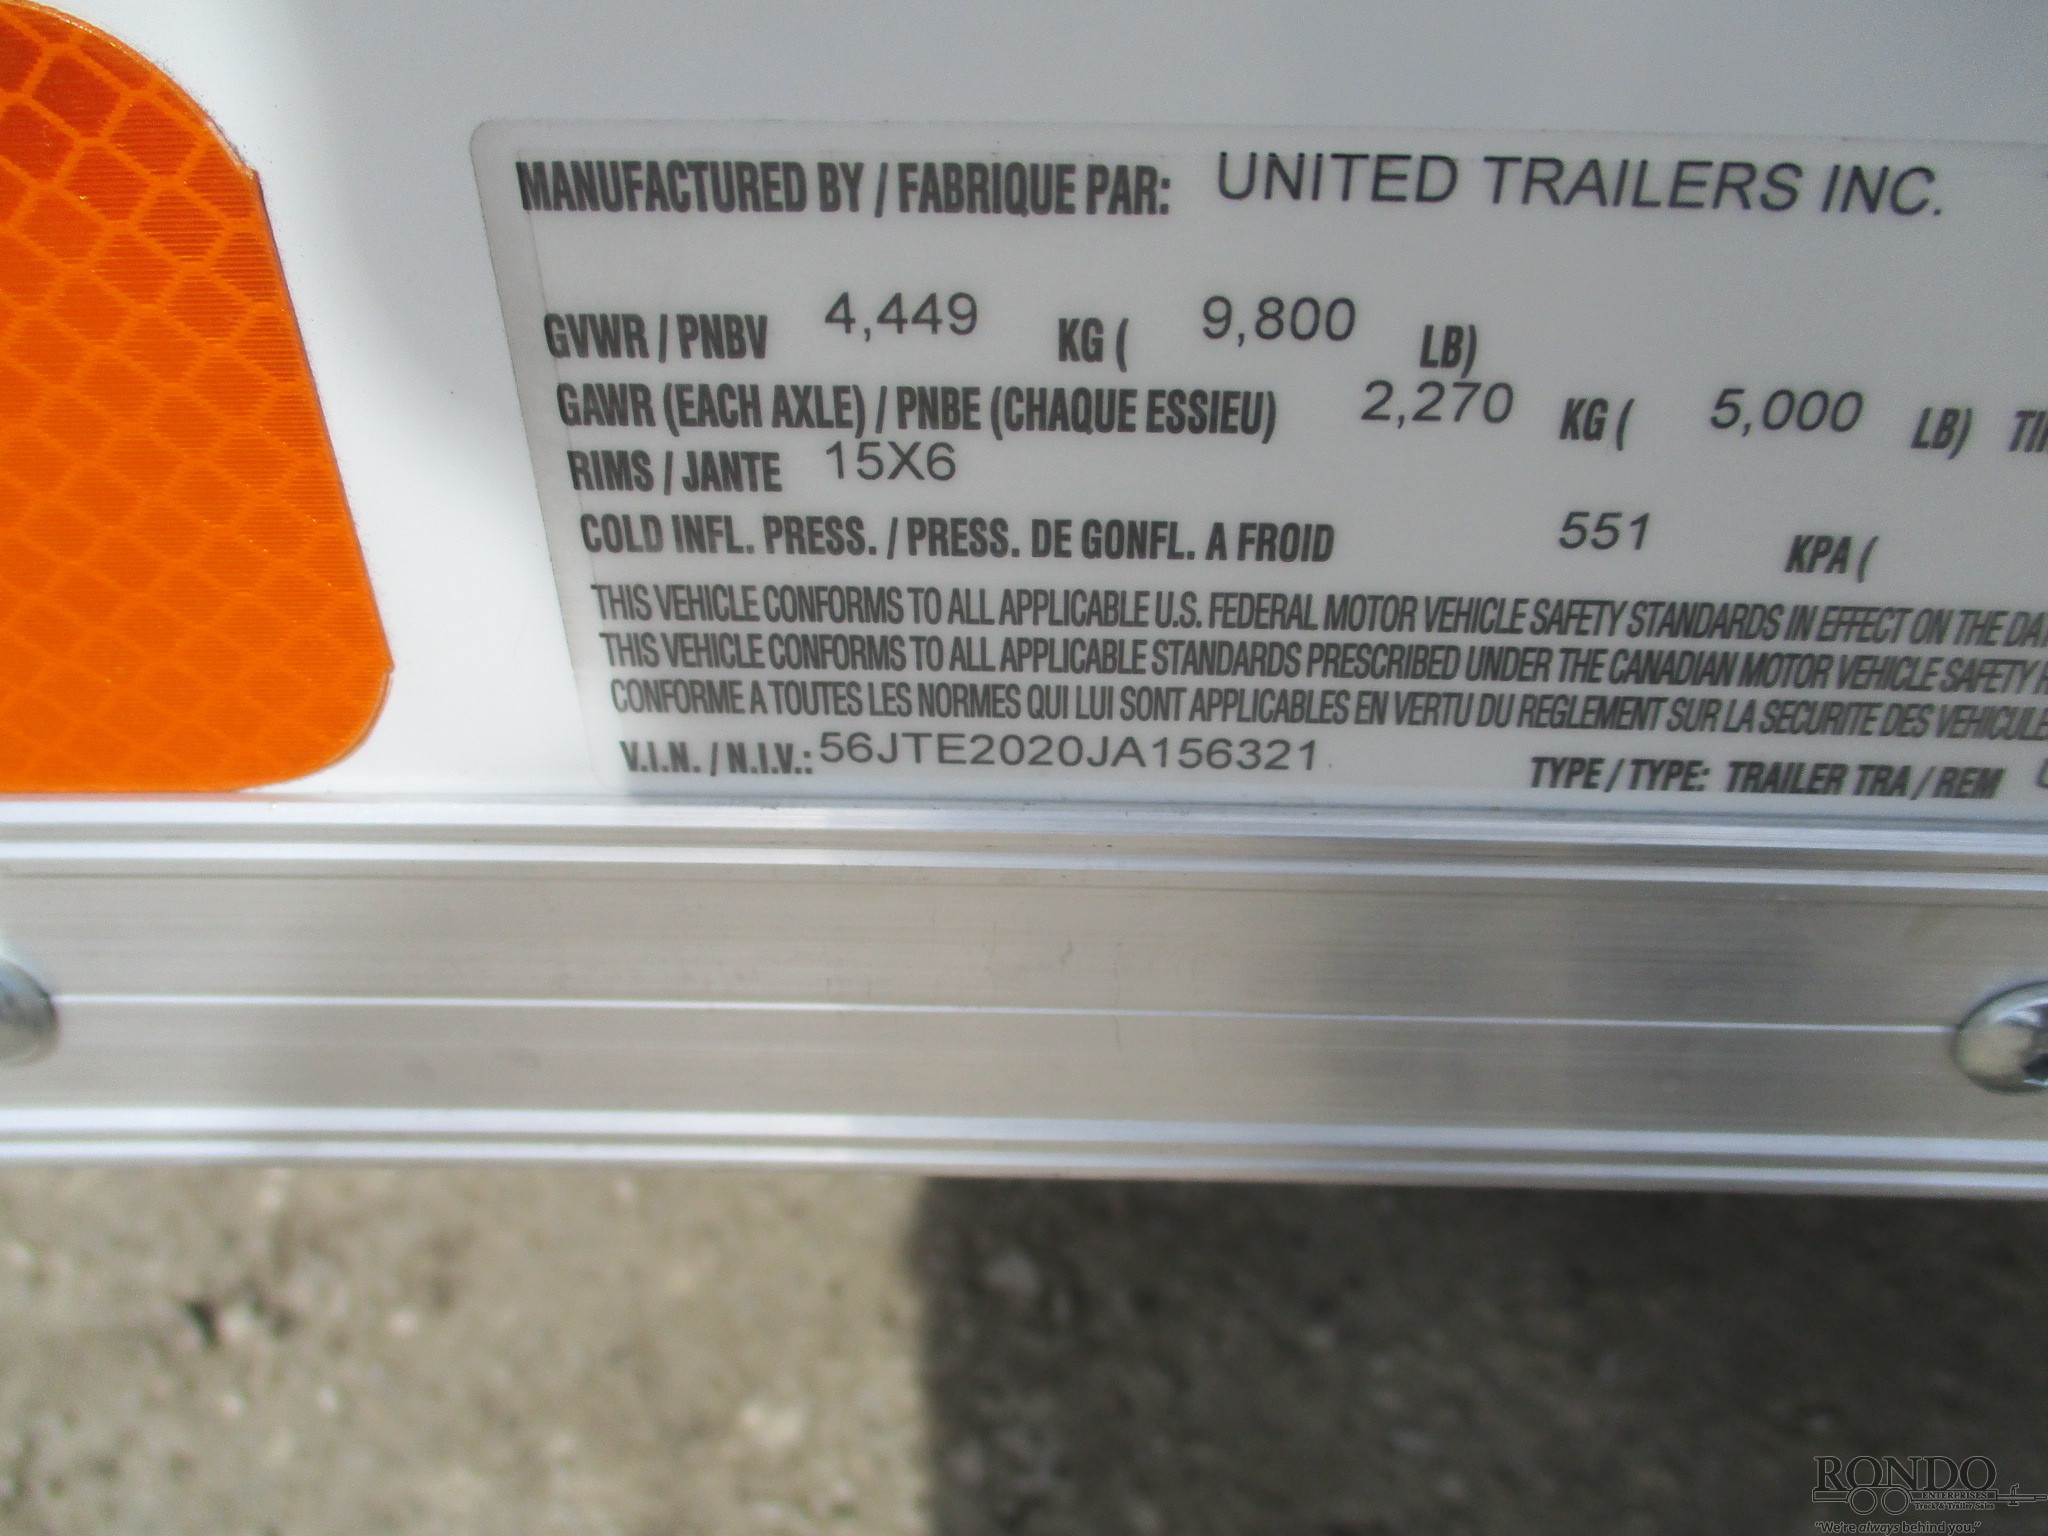 MANUFACTURED BY / FABRIQUE PAR: UNITED TRAILERS INC.
GVWR / PNBV 4,449 KG ( 9,800 LB)
GAWR (EACH AXLE) / PNBE (CHAQUE ESSIEU) 2,270 KG ( 5,000 LB)
RIMS / JANTE 15X6
COLD INFL. PRESS. / PRESS. DE GONFL. A FROID 551 KPA (
THIS VEHICLE CONFORMS TO ALL APPLICABLE U.S. FEDERAL MOTOR VEHICLE SAFETY STANDARDS IN EFFECT ON THE
THIS VEHICLE CONFORMS TO ALL APPLICABLE STANDARDS PRESCRIBED UNDER THE CANADIAN MOTOR VEHICLE SAFETY
CONFORME A TOUTES LES NORMES QUI LUI SONT APPLICABLES EN VERTU DU REGLEMENT SUR LA SECURITE DES VEHICULE
V.I.N. / N.I.V.: 56JTE2020JA156321 TYPE / TYPE: TRAILER TRA / REM
RONDO
ENTERPRISES
Truck & Trailer Sales
"We're always behind you."